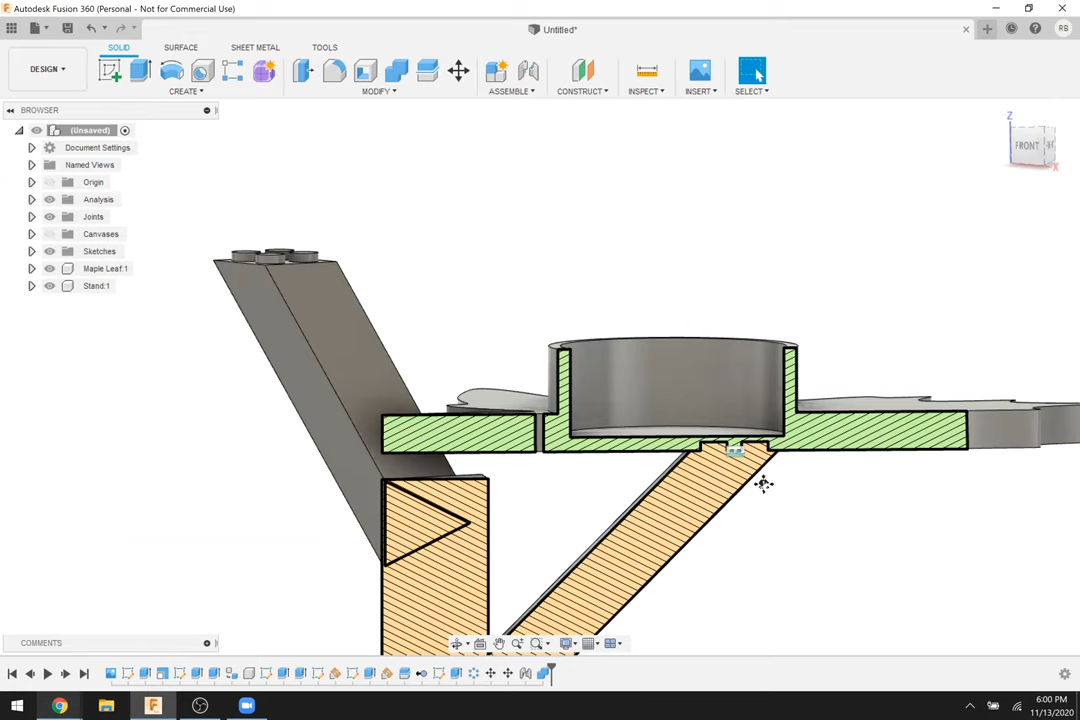 Autodesk Fusion 360 (Personal - Not for Commercial Use)
Untitled*
RB
SOLID SURFACE SHEET METAL TOOLS
DESIGN
CREATE MODIFY ASSEMBLE CONSTRUCT INSPECT INSERT SELECT
BROWSER
(Unsaved)
Document Settings
Named Views
Origin
Analysis
Joints
Canvases
Sketches
Maple Leaf:1
Stand:1
Z
FRONT
X
COMMENTS
6:00 PM
11/13/2020